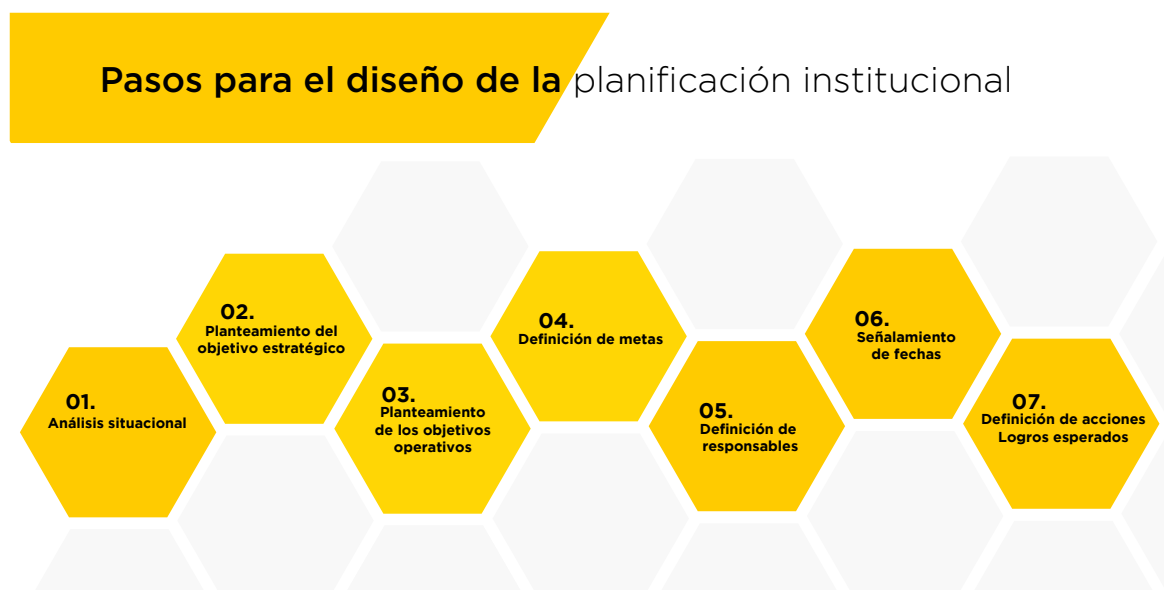 Pasos para el diseño de la planificación institucional
01.
Análisis situacional
02.
Planteamiento del
objetivo estratégico
03.
Planteamiento
de los objetivos
operativos
04.
Definición de metas
05.
Definición de
responsables
06.
Señalamiento
de fechas
07.
Definición de acciones
Logros esperados